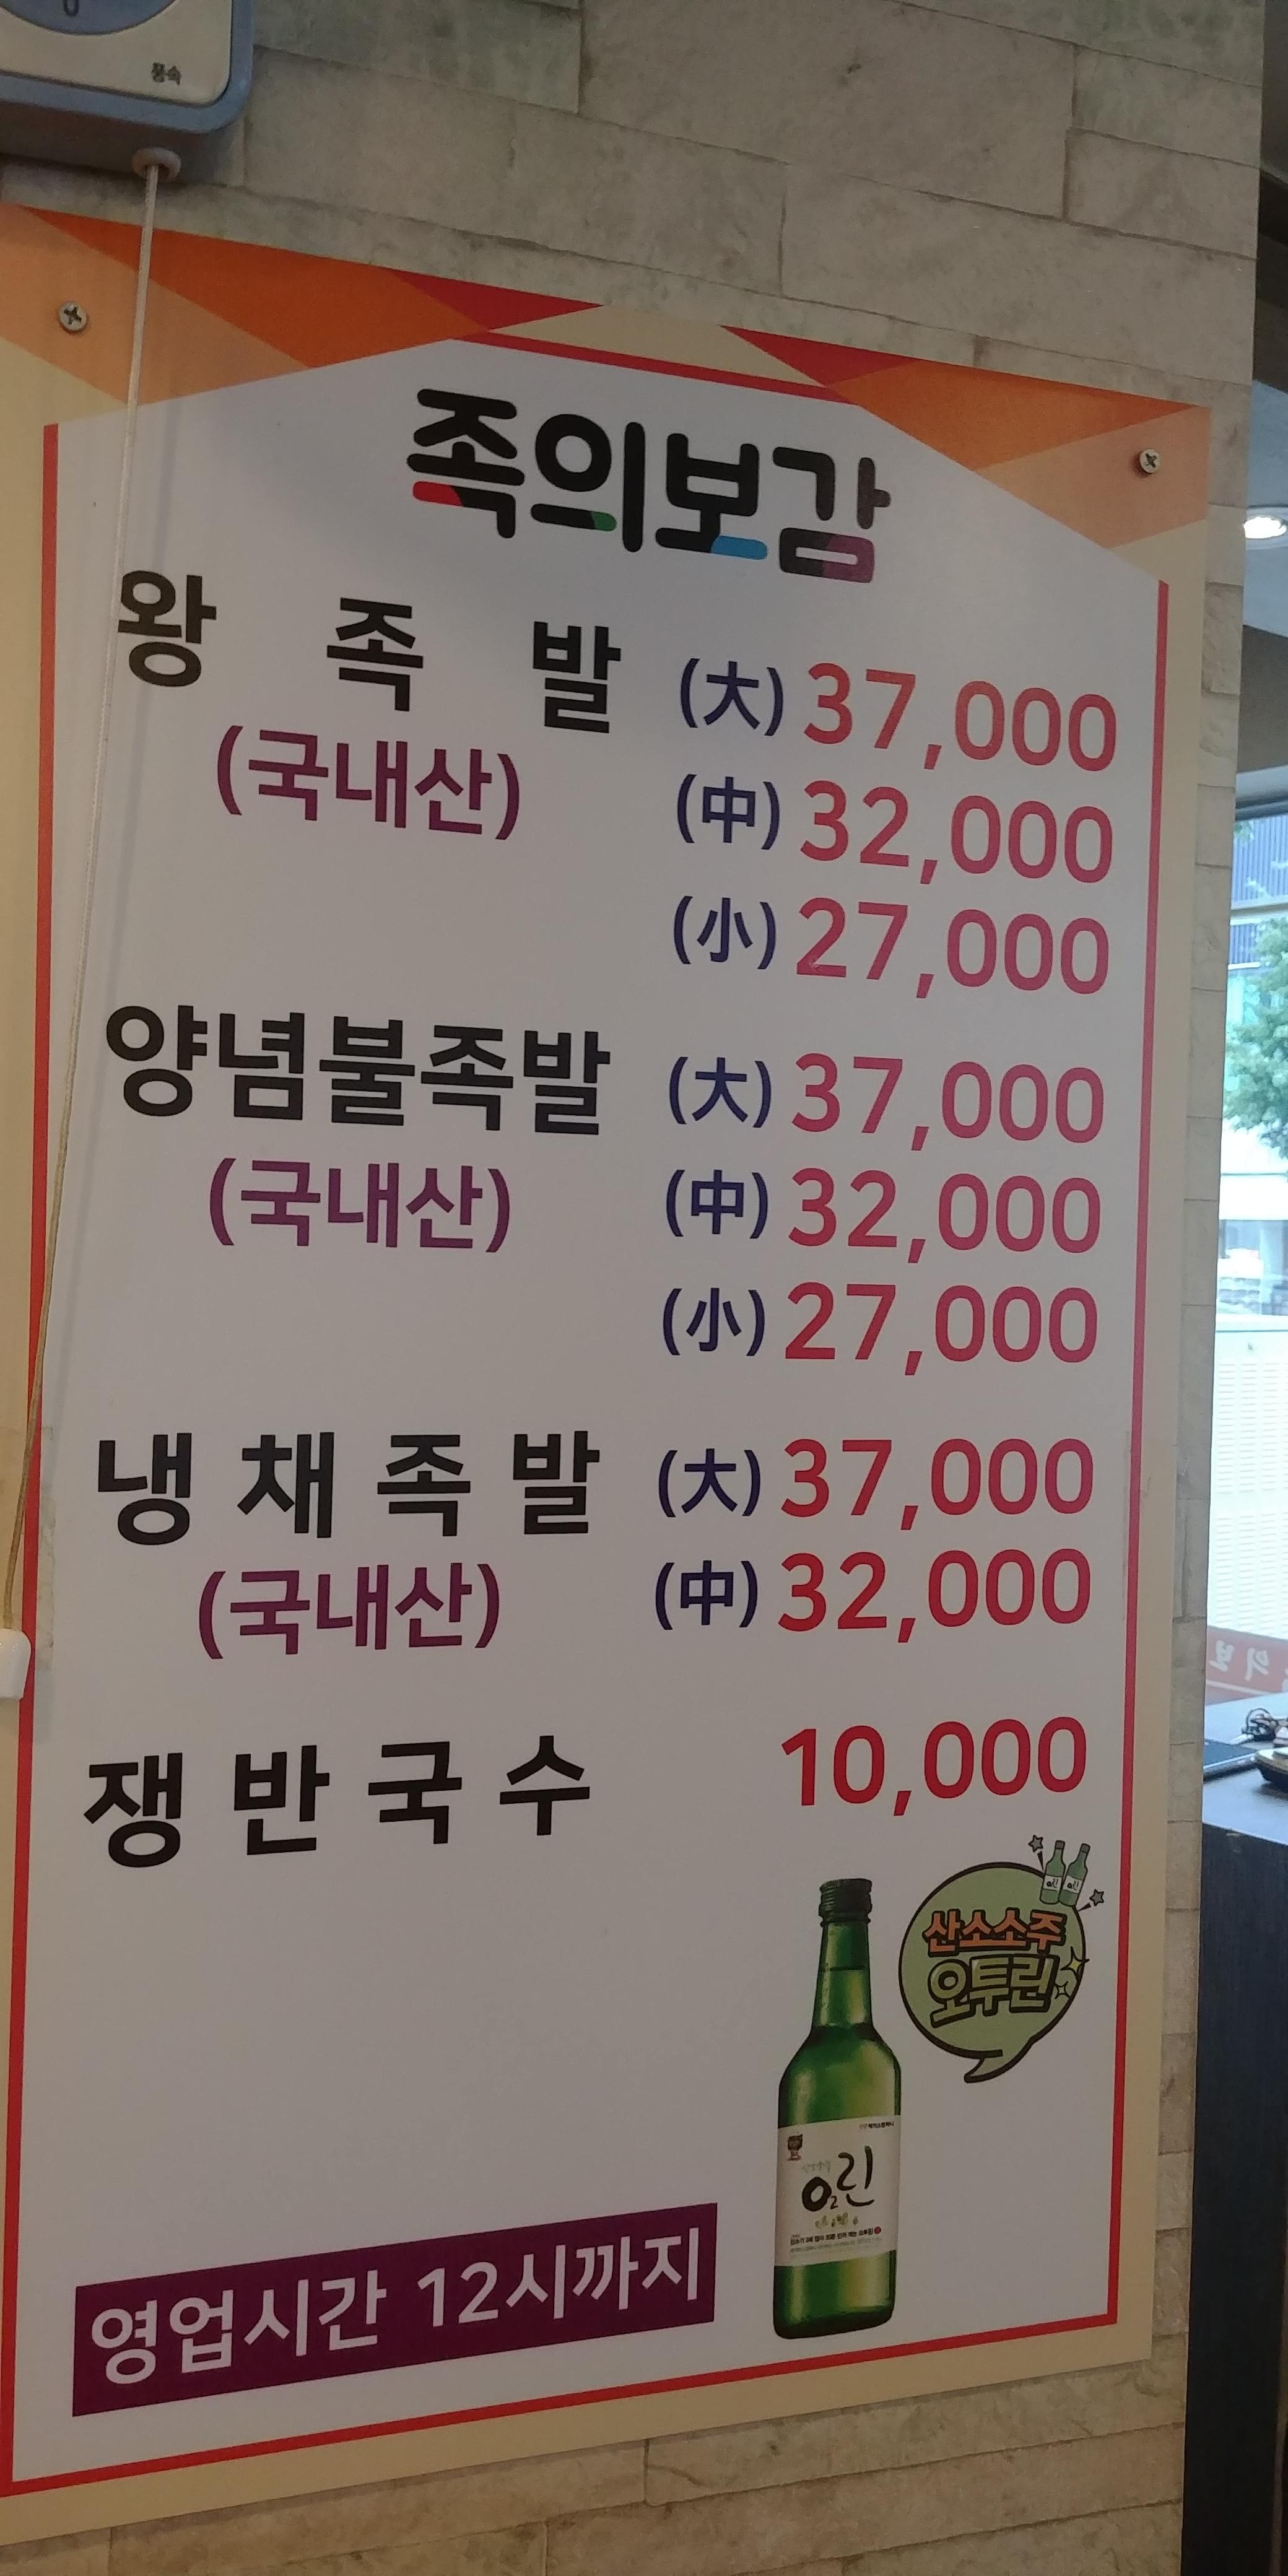 풍속
족의보감
왕 족 발 (大) 37,000
(국내산) (中) 32,000
(小) 27,000
양념불족발 (大) 37,000
(국내산) (中) 32,000
(小) 27,000
냉채족발 (大) 37,000
(국내산) (中) 32,000
쟁반국수 10,000
산소소주
오투린
O2린
영업시간 12시까지